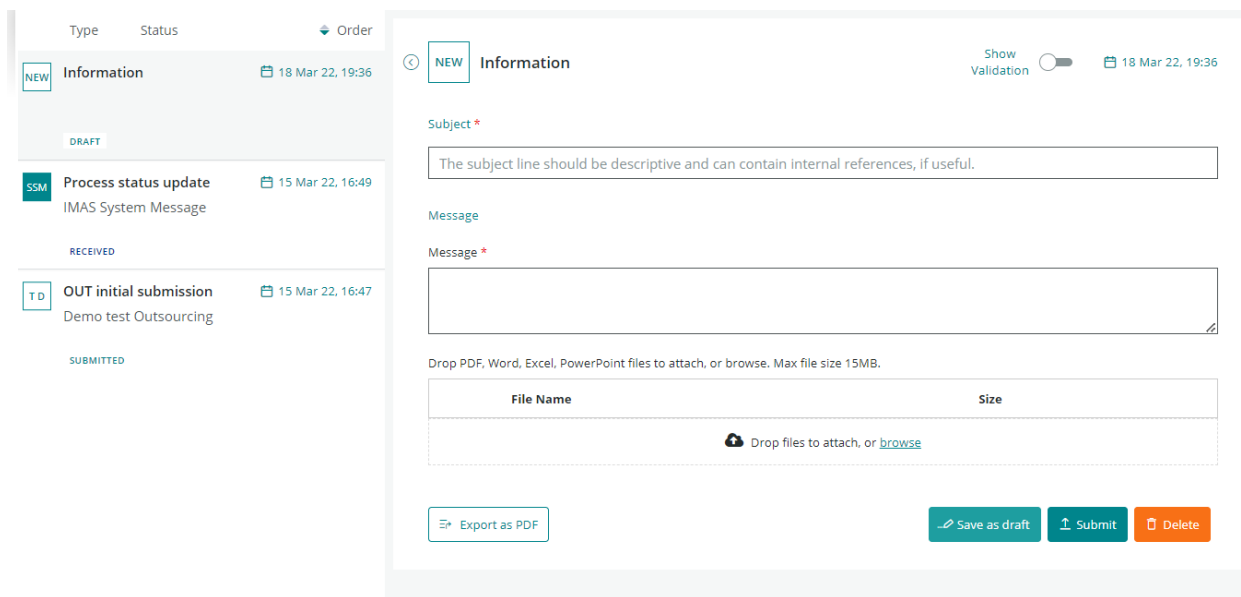 Type Status Order
NEW Information 18 Mar 22, 19:36
DRAFT
SSM Process status update 15 Mar 22, 16:49
IMAS System Message
RECEIVED
T D OUT initial submission 15 Mar 22, 16:47
Demo test Outsourcing
SUBMITTED
NEW Information
Show
Validation
18 Mar 22, 19:36
Subject *
The subject line should be descriptive and can contain internal references, if useful.
Message
Message *
Drop PDF, Word, Excel, PowerPoint files to attach, or browse. Max file size 15MB.
File Name Size
Drop files to attach, or browse
Export as PDF Save as draft Submit Delete